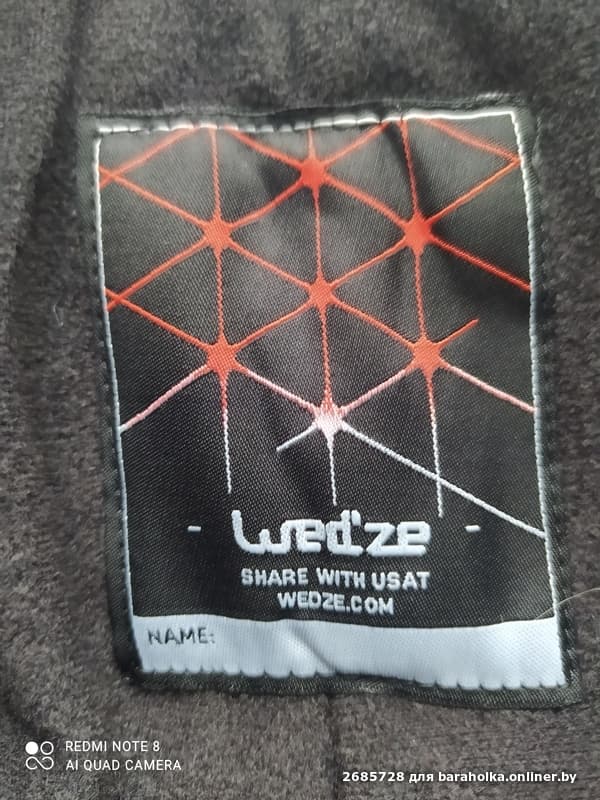 - Wed'ze -
SHARE WITH US AT
WEDZE.COM
NAME:
REDMI NOTE 8
AI QUAD CAMERA
2685728 для baraholka.onliner.by